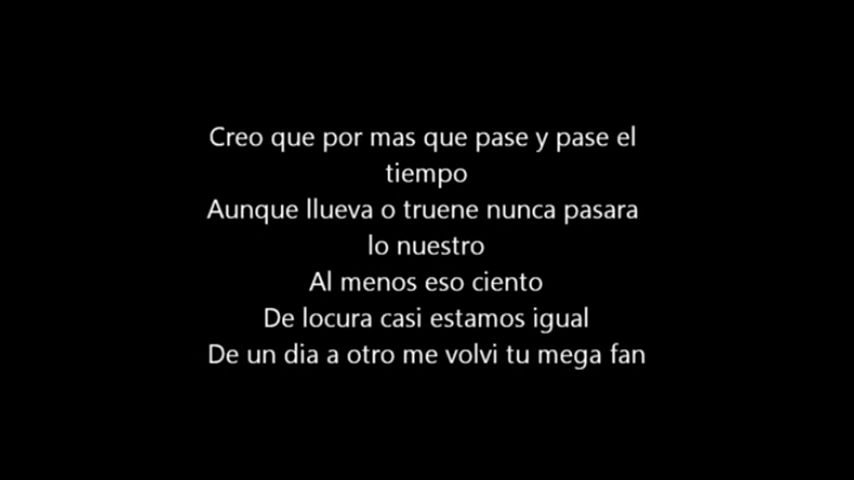 Creo que por mas que pase y pase el
tiempo
Aunque llueva o truene nunca pasara
lo nuestro
Al menos eso ciento
De locura casi estamos igual
De un dia a otro me volvi tu mega fan